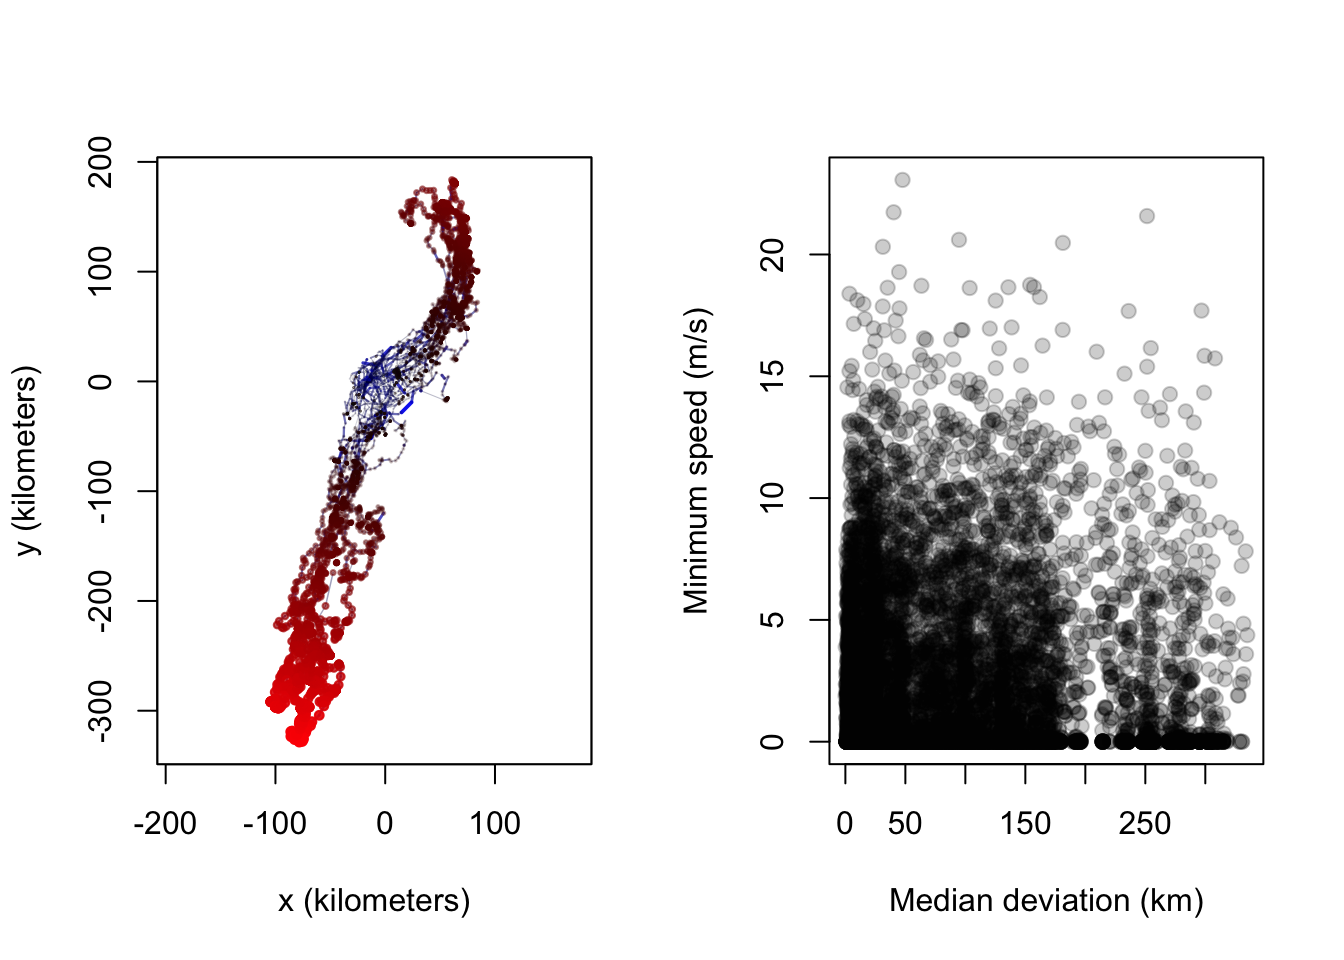 200
100
0
-100
-200
-300
y (kilometers)
-200 -100 0 100
x (kilometers)
20
15
10
5
0
Minimum speed (m/s)
0 50 150 250
Median deviation (km)